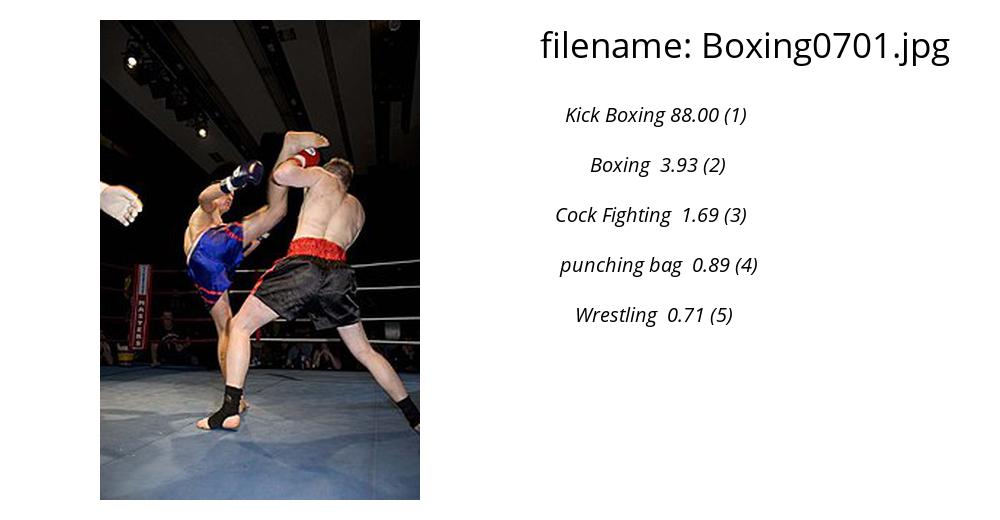 filename: Boxing0701.jpg
Kick Boxing 88.00 (1)
Boxing 3.93 (2)
Cock Fighting 1.69 (3)
punching bag 0.89 (4)
Wrestling 0.71 (5)
MASTERS